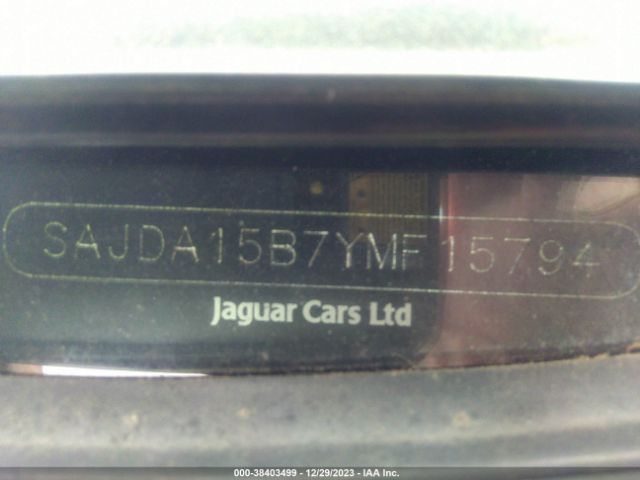 SAJDA15B7YMF15794
Jaguar Cars Ltd
000-38403499 - 12/29/2023 - IAA Inc.